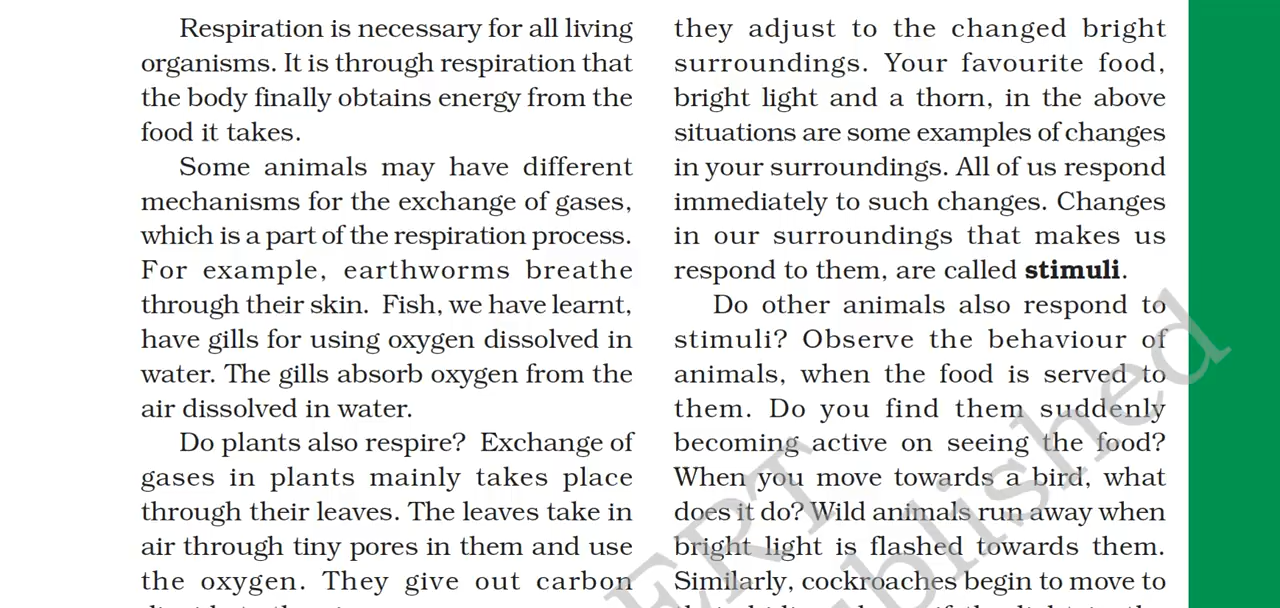 Respiration is necessary for all living
organisms. It is through respiration that
the body finally obtains energy from the
food it takes.
Some animals may have different
mechanisms for the exchange of gases,
which is a part of the respiration process.
For example, earthworms breathe
through their skin. Fish, we have learnt,
have gills for using oxygen dissolved in
water. The gills absorb oxygen from the
air dissolved in water.
Do plants also respire? Exchange of
gases in plants mainly takes place
through their leaves. The leaves take in
air through tiny pores in them and use
the oxygen. They give out carbon
they adjust to the changed bright
surroundings. Your favourite food,
bright light and a thorn, in the above
situations are some examples of changes
in your surroundings. All of us respond
immediately to such changes. Changes
in our surroundings that makes us
respond to them, are called stimuli.
Do other animals also respond to
stimuli? Observe the behaviour of
animals, when the food is served to
them. Do you find them suddenly
becoming active on seeing the food?
When you move towards a bird, what
does it do? Wild animals run away when
bright light is flashed towards them.
Similarly, cockroaches begin to move to